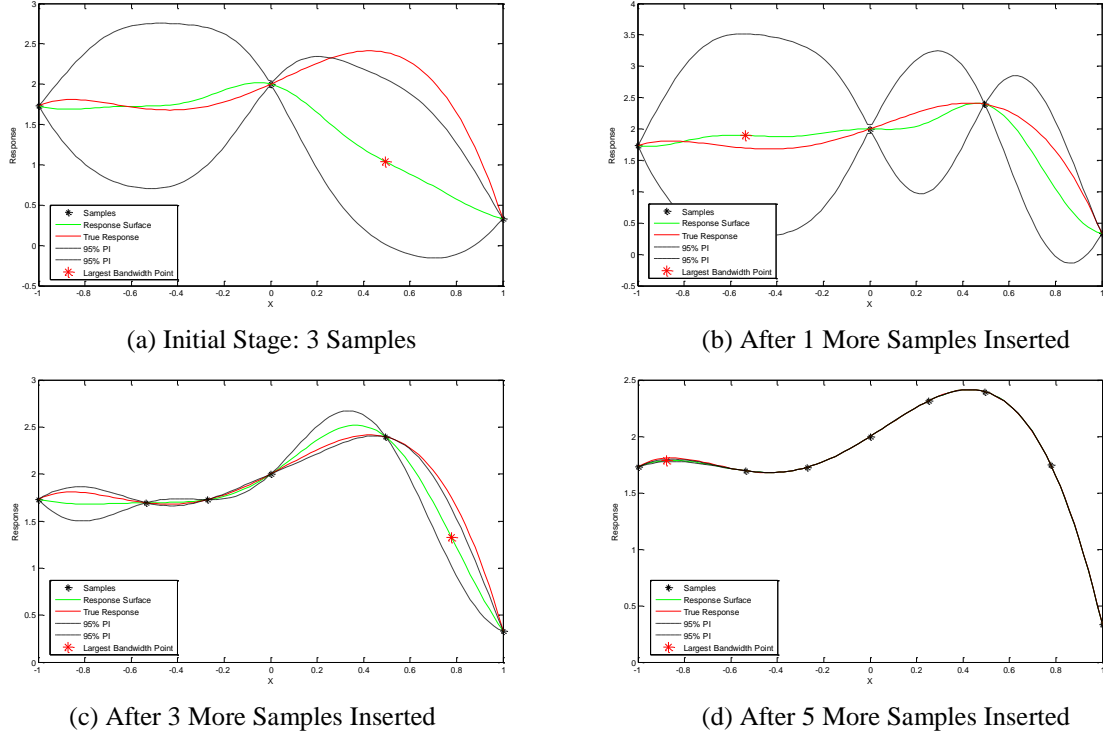 3
2.5
2
1.5
1
0.5
0
-0.5
Response
Samples
Response Surface
True Response
95% PI
95% PI
Largest Bandwidth Point
-1 -0.8 -0.6 -0.4 -0.2 0 0.2 0.4 0.6 0.8 1
X
(a) Initial Stage: 3 Samples
4
3.5
3
2.5
2
1.5
1
0.5
0
-0.5
Response
Samples
Response Surface
True Response
95% PI
95% PI
Largest Bandwidth Point
-1 -0.8 -0.6 -0.4 -0.2 0 0.2 0.4 0.6 0.8 1
X
(b) After 1 More Samples Inserted
3
2.5
2
1.5
1
0.5
0
Response
Samples
Response Surface
True Response
95% PI
95% PI
Largest Bandwidth Point
-1 -0.8 -0.6 -0.4 -0.2 0 0.2 0.4 0.6 0.8 1
X
(c) After 3 More Samples Inserted
2.5
2
1.5
1
0.5
0
Response
Samples
Response Surface
True Response
95% PI
95% PI
Largest Bandwidth Point
-1 -0.8 -0.6 -0.4 -0.2 0 0.2 0.4 0.6 0.8 1
X
(d) After 5 More Samples Inserted